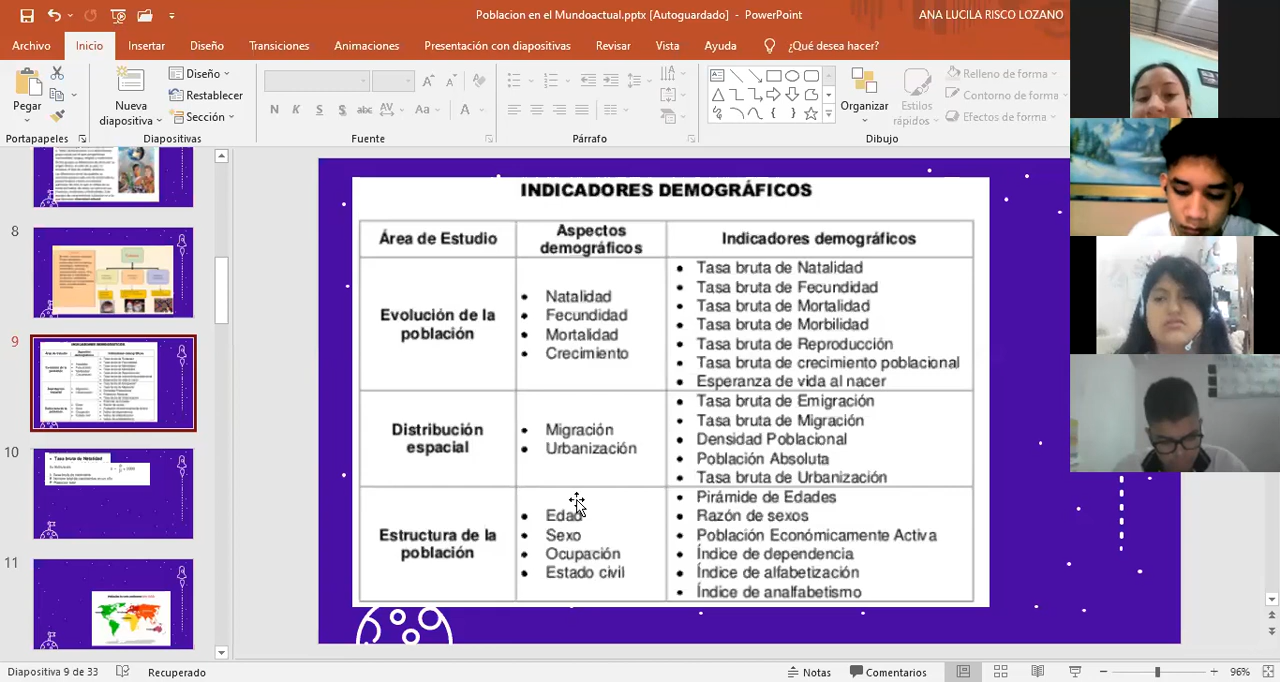 Poblacion en el Mundoactual.pptx [Autoguardado] - PowerPoint
ANA LUCILA RISCO LOZANO
Archivo Inicio Insertar Diseño Transiciones Animaciones Presentación con diapositivas Revisar Vista Ayuda ¿Qué desea hacer?
Pegar
Nueva diapositiva
Diseño
Restablecer
Sección
N K S S abc AV Aa A
Organizar
Estilos rápidos
Relleno de forma
Contorno de forma
Efectos de forma
Portapapeles Diapositivas Fuente Párrafo Dibujo
8
9
10
11
INDICADORES DEMOGRÁFICOS
Área de Estudio
Aspectos demográficos
Indicadores demográficos
Evolución de la población
• Natalidad
• Fecundidad
• Mortalidad
• Crecimiento
• Tasa bruta de Natalidad
• Tasa bruta de Fecundidad
• Tasa bruta de Mortalidad
• Tasa bruta de Morbilidad
• Tasa bruta de Reproducción
• Tasa bruta de crecimiento poblacional
• Esperanza de vida al nacer
Distribución espacial
• Migración
• Urbanización
• Tasa bruta de Emigración
• Tasa bruta de Migración
• Densidad Poblacional
• Población Absoluta
• Tasa bruta de Urbanización
Estructura de la población
• Edad
• Sexo
• Ocupación
• Estado civil
• Pirámide de Edades
• Razón de sexos
• Población Económicamente Activa
• Índice de dependencia
• Índice de alfabetización
• Índice de analfabetismo
Diapositiva 9 de 33 Recuperado Notas Comentarios 96%